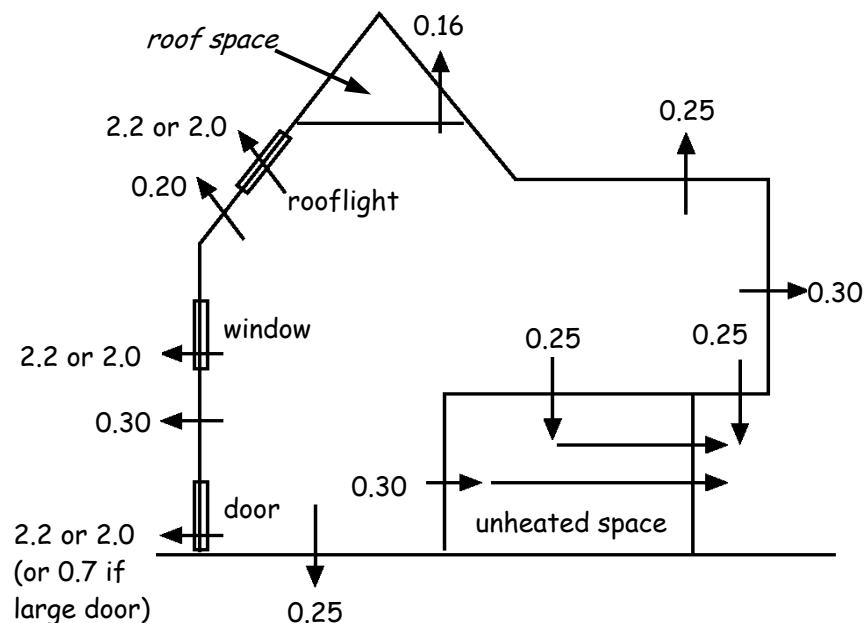 roof space
0.16
2.2 or 2.0
0.25
0.20
rooflight
0.30
window
2.2 or 2.0
0.25
0.25
0.30
0.30
door
unheated space
2.2 or 2.0
(or 0.7 if
large door)
0.25